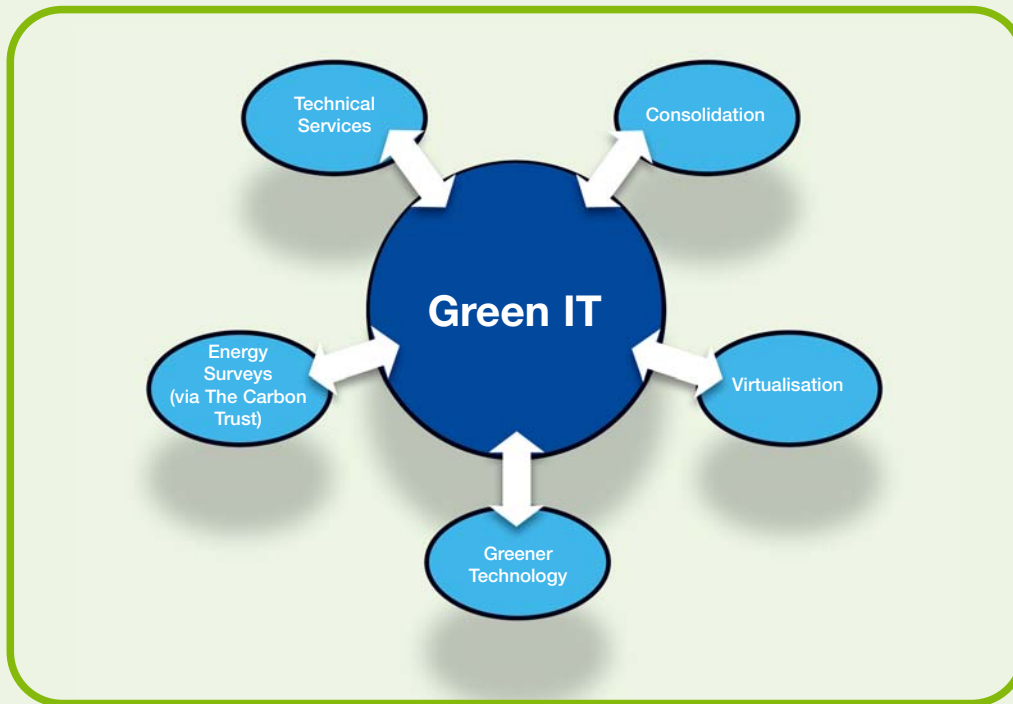 Technical
Services
Consolidation
Green IT
Energy
Surveys
(via The Carbon
Trust)
Virtualisation
Greener
Technology